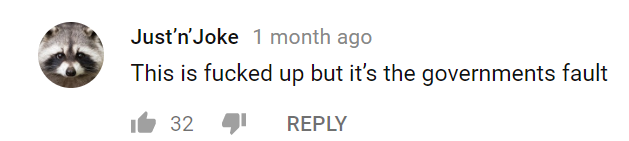 Just'n'Joke 1 month ago
This is fucked up but it's the governments fault
32 REPLY